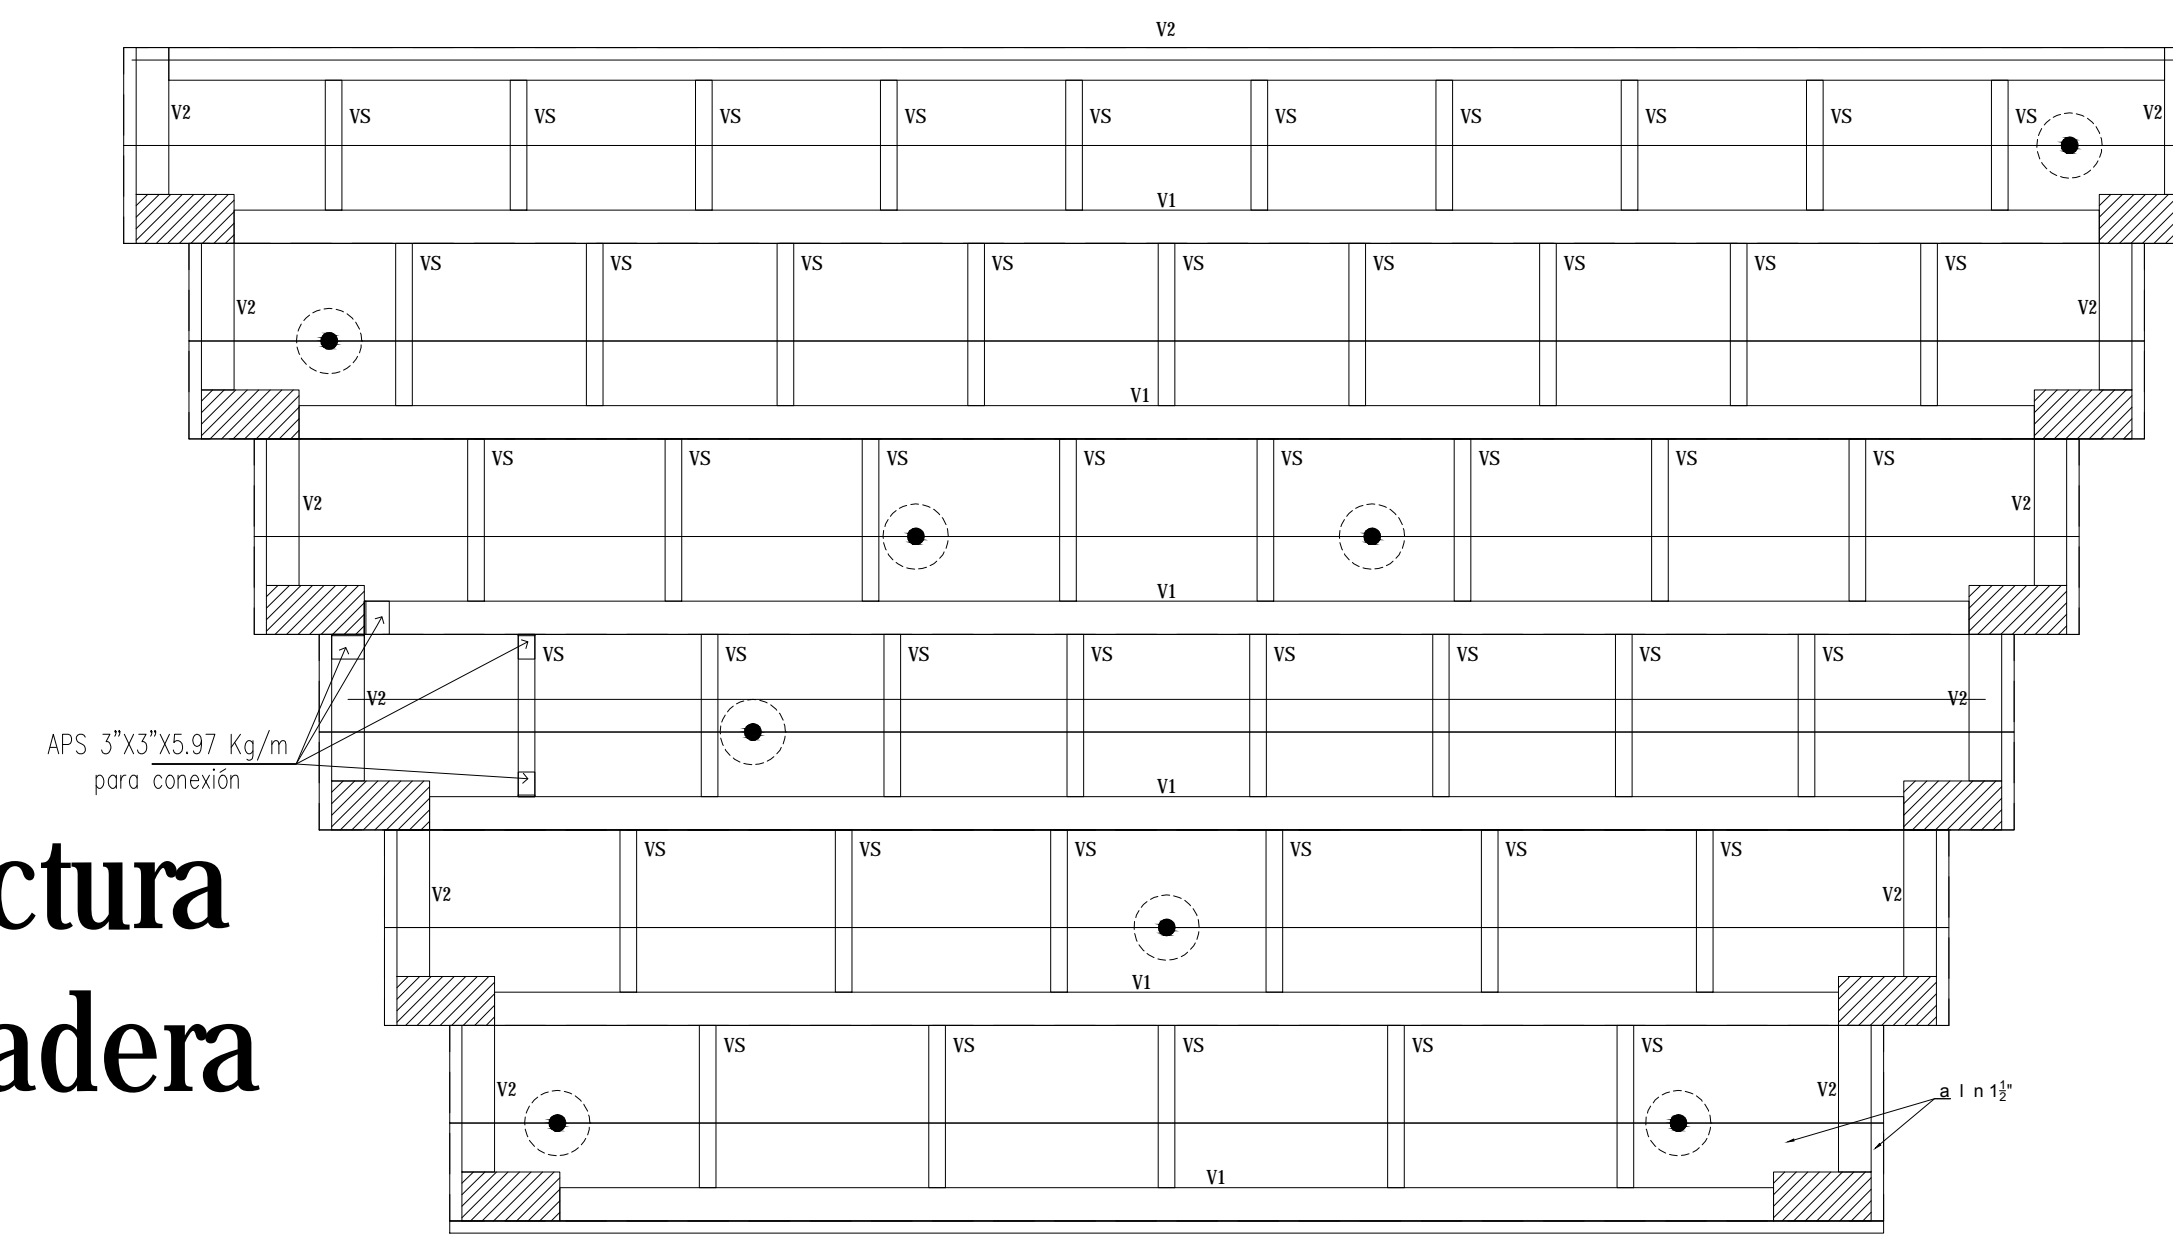 V2
V2 VS VS VS VS VS VS VS VS VS VS V2
V1
VS VS VS VS VS VS VS VS VS
V2 V2
V1
VS VS VS VS VS VS VS VS
V2 V2
V1
VS VS VS VS VS VS VS VS
V2 V2
APS 3"X3"X5.97 Kg/m
para conexión
V1
VS VS VS VS VS VS
ctura
V2 V2
V1
adera
VS VS VS VS VS
V2 V2
a l n 1½"
V1